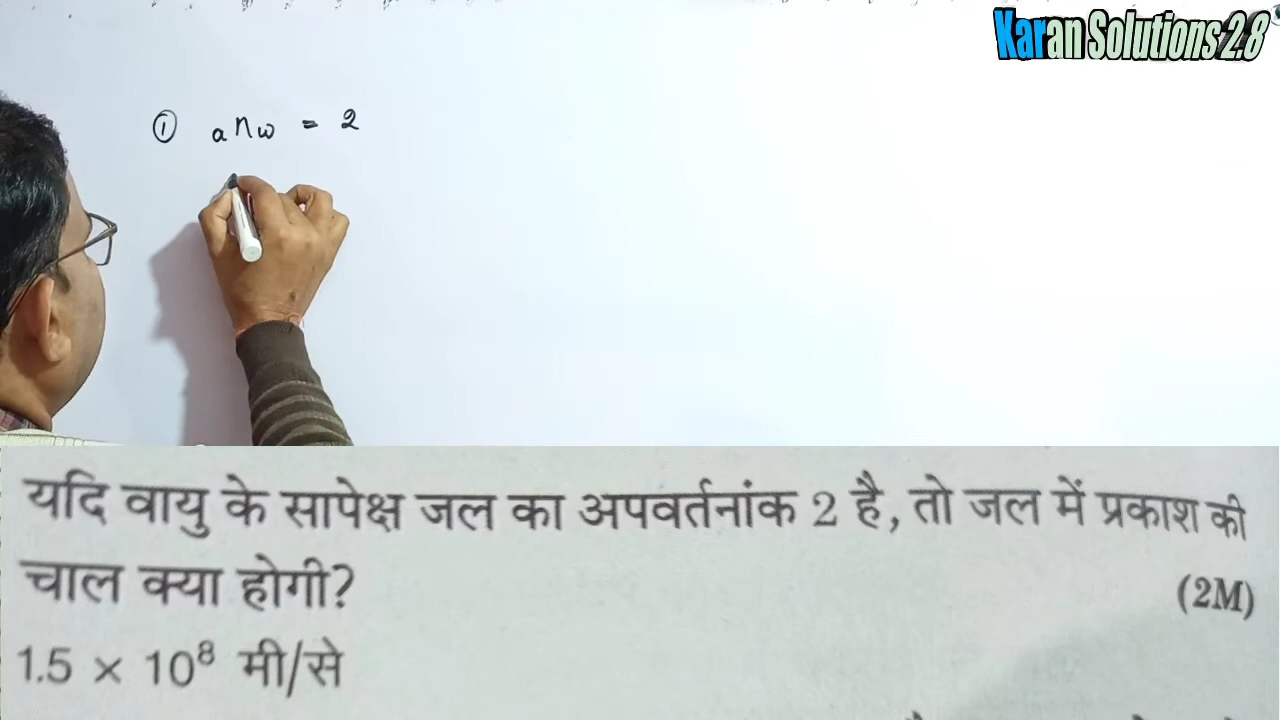 Karan Solutions 2.8
① anw = 2
यदि वायु के सापेक्ष जल का अपवर्तनांक 2 है, तो जल में प्रकाश की
चाल क्या होगी?
(2M)
1.5 × 10⁸ मी/से